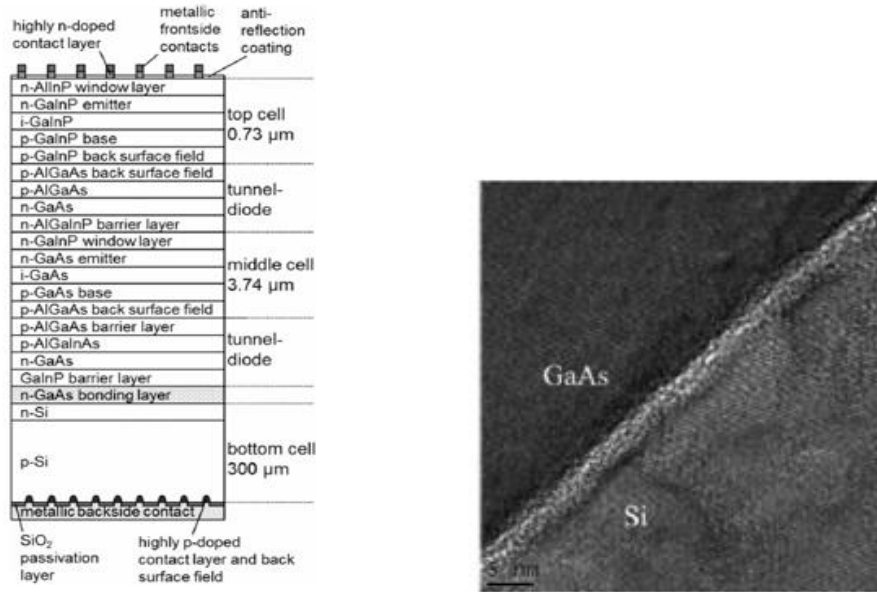 highly n-doped
contact layer
metallic
frontside
contacts
anti-
reflection
coating
n-AlInP window layer
n-GaInP emitter
i-GaInP
p-GaInP base
p-GaInP back surface field
top cell
0.73 µm
p-AlGaAs back surface field
p-AlGaAs
n-GaAs
n-AlGaInP barrier layer
tunnel-
diode
n-GaInP window layer
n-GaAs emitter
i-GaAs
p-GaAs base
p-AlGaAs back surface field
middle cell
3.74 µm
p-AlGaAs barrier layer
p-AlGaInAs
n-GaAs
GaInP barrier layer
tunnel-
diode
n-GaAs bonding layer
n-Si
p-Si
bottom cell
300 µm
metallic backside contact
SiO₂
passivation
layer
highly p-doped
contact layer and back
surface field
GaAs
Si
5 nm